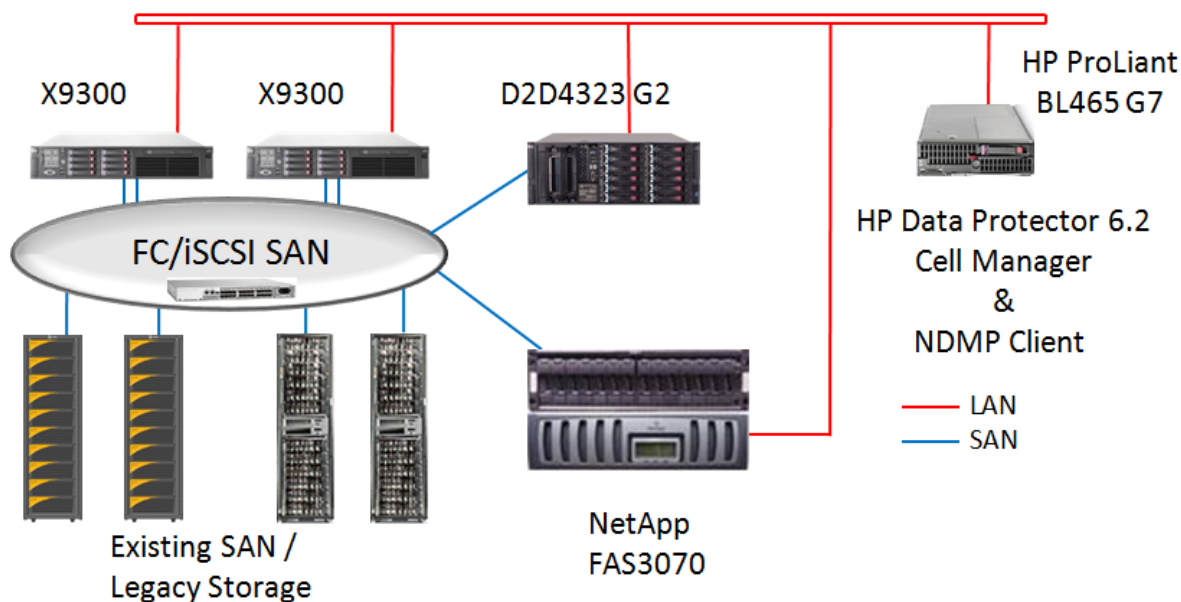 HP ProLiant
BL465 G7
X9300
X9300
D2D4323 G2
HP Data Protector 6.2
Cell Manager
&
NDMP Client
FC/iSCSI SAN
LAN
SAN
Existing SAN /
Legacy Storage
NetApp
FAS3070